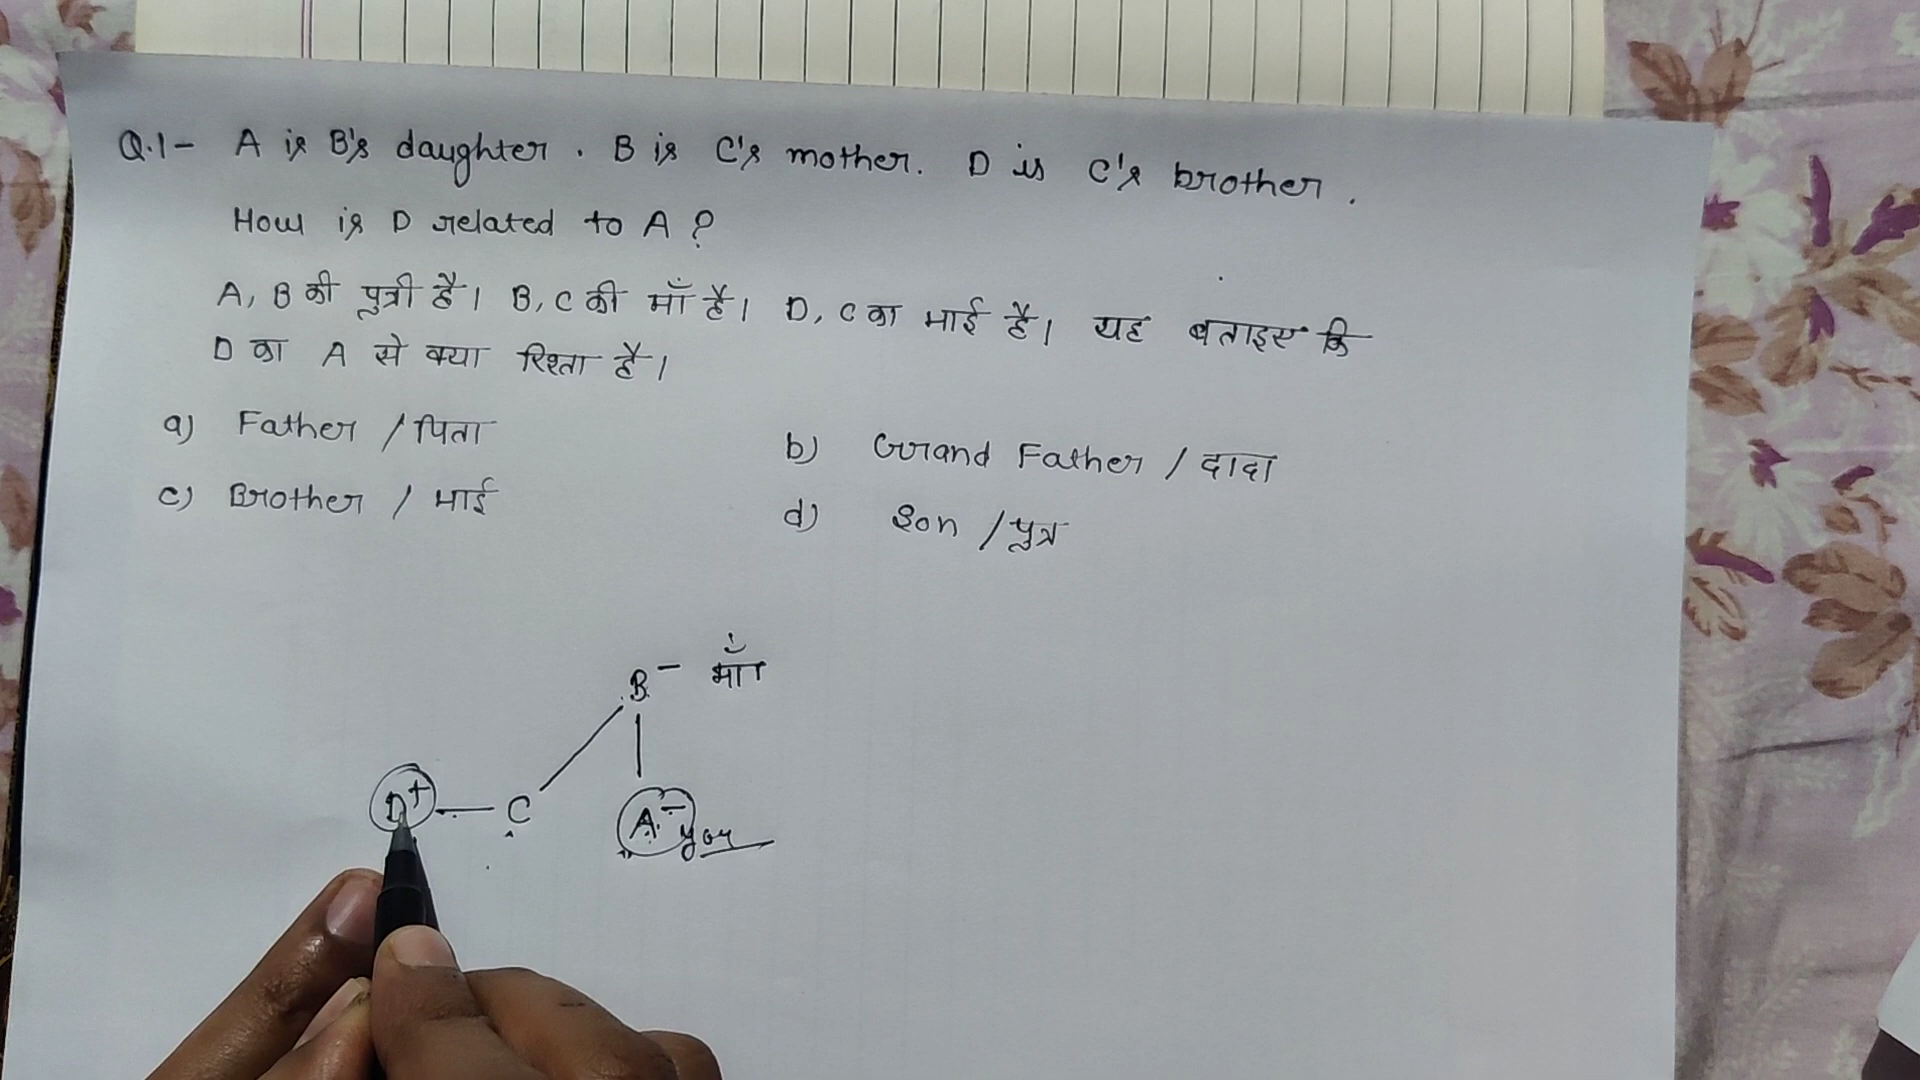 Q.1- A is B's daughter. B is C's mother. D is C's brother.
How is D related to A?
A, B की पुत्री है। B, C की माँ है। D, C का भाई है। यह बताइए कि
D का A से क्या रिश्ता है।
a) Father / पिता
b) Grand Father / दादा
c) Brother / भाई
d) Son / पुत्र
B - माँ
D+ — C
A - you